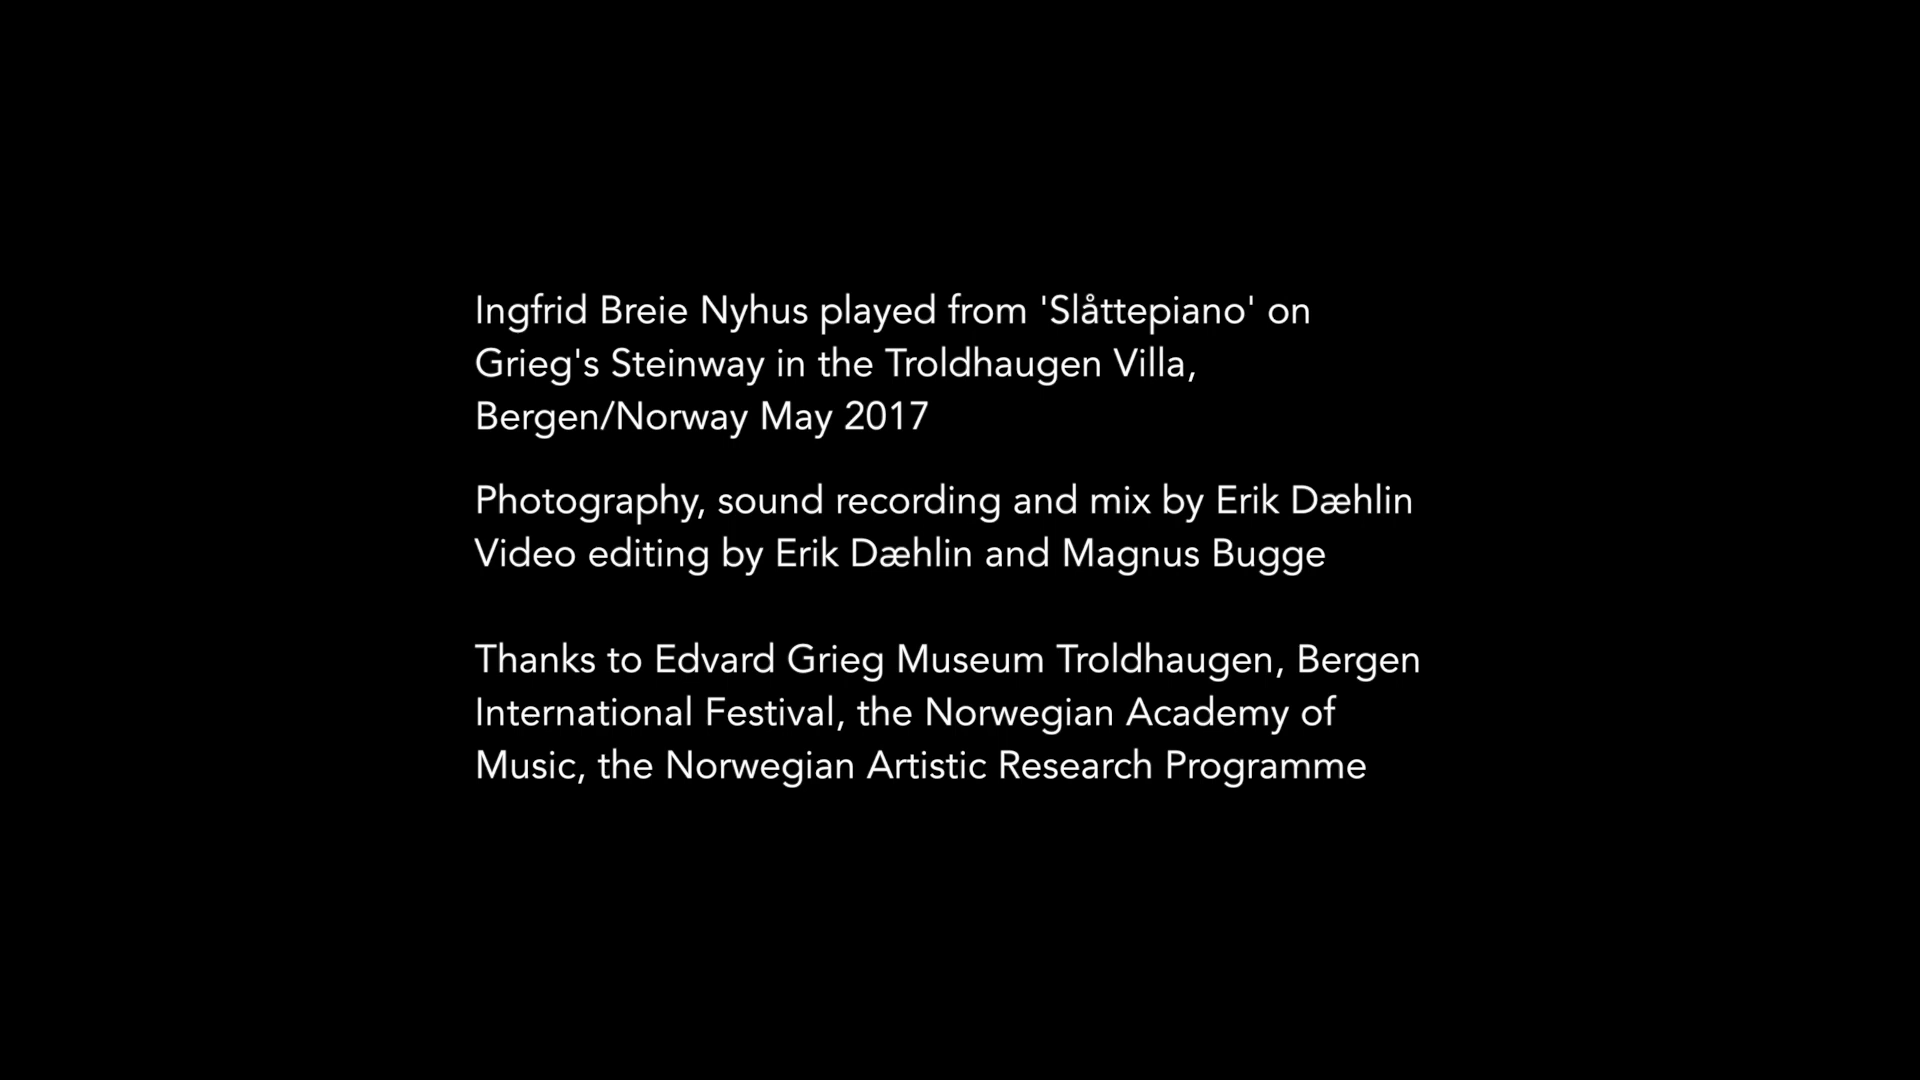 Ingfrid Breie Nyhus played from 'Slåttepiano' on
Grieg's Steinway in the Troldhaugen Villa,
Bergen/Norway May 2017
Photography, sound recording and mix by Erik Dæhlin
Video editing by Erik Dæhlin and Magnus Bugge
Thanks to Edvard Grieg Museum Troldhaugen, Bergen
International Festival, the Norwegian Academy of
Music, the Norwegian Artistic Research Programme